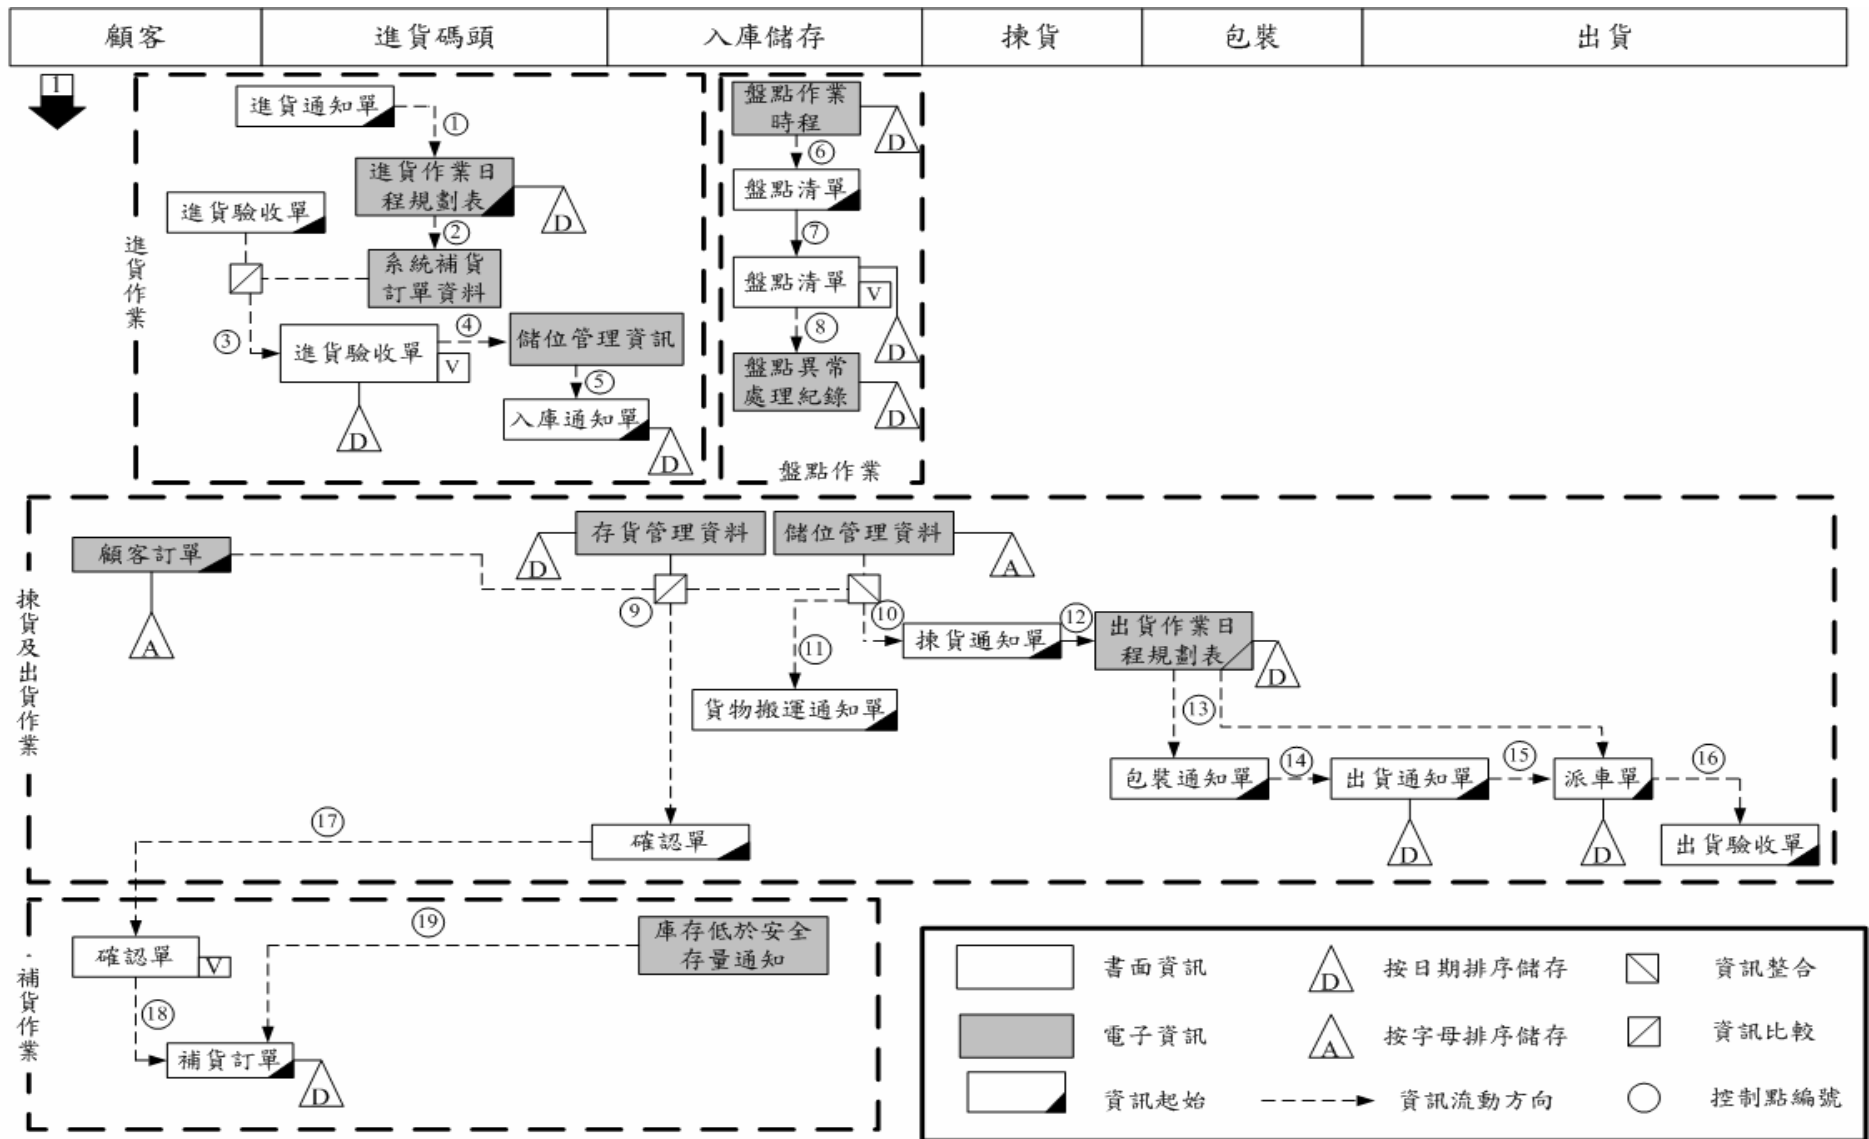 顧客
進貨碼頭
入庫儲存
揀貨
包裝
出貨
1
進貨作業
進貨通知單
1
進貨作業日
程規劃表
D
進貨驗收單
2
系統補貨
訂單資料
3
進貨驗收單
V
D
4
儲位管理資訊
5
入庫通知單
D
盤點作業
時程
D
6
盤點清單
7
盤點清單
V
D
8
盤點異常
處理紀錄
D
盤點作業
揀貨及出貨作業
顧客訂單
A
存貨管理資料
D
儲位管理資料
A
9
10
11
揀貨通知單
12
出貨作業日
程規劃表
D
貨物搬運通知單
13
包裝通知單
14
出貨通知單
D
15
派車單
D
16
出貨驗收單
17
確認單
補貨作業
確認單
V
18
19
庫存低於安全
存量通知
補貨訂單
D
書面資訊
D
按日期排序儲存
資訊整合
電子資訊
A
按字母排序儲存
資訊比較
資訊起始
資訊流動方向
控制點編號